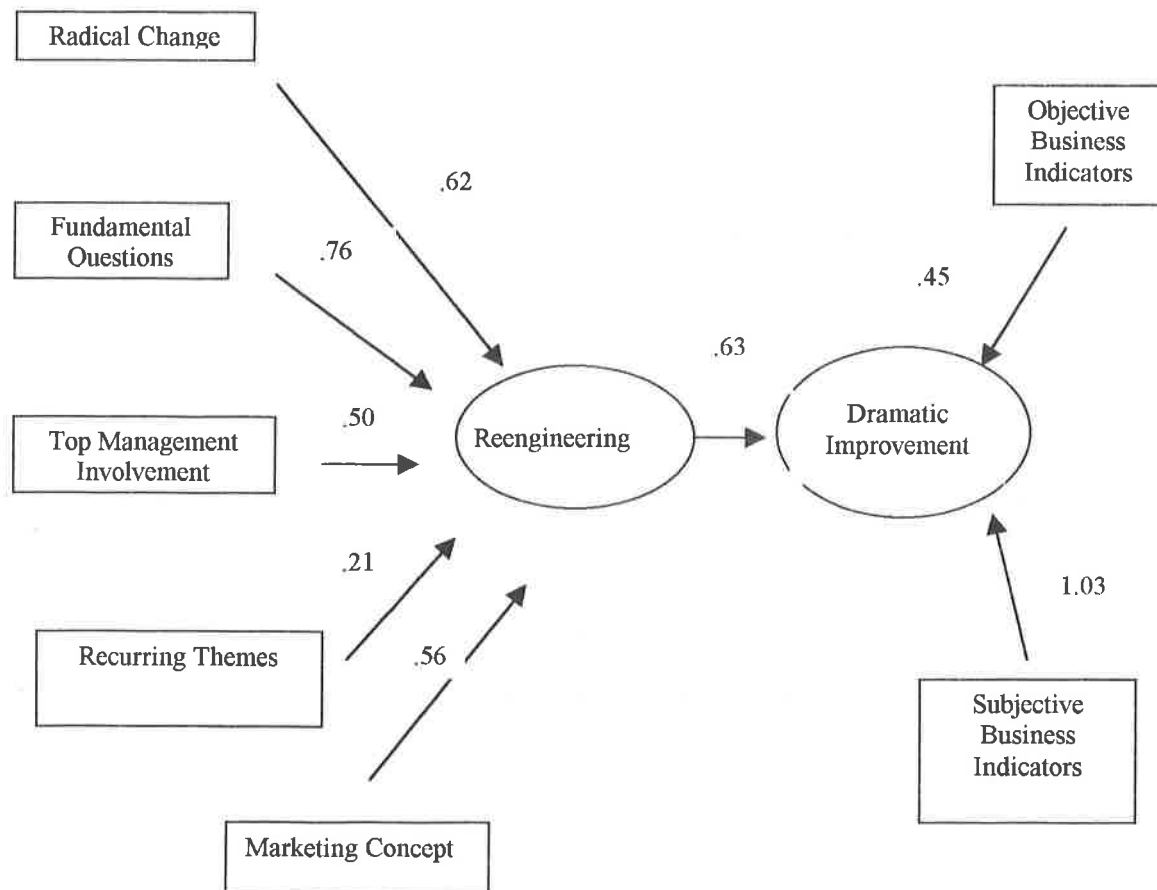 Radical Change
Objective
Business
Indicators
.62
Fundamental
Questions
.76
.45
.63
Reengineering
Dramatic
Improvement
.50
Top Management
Involvement
.21
1.03
Recurring Themes
.56
Subjective
Business
Indicators
Marketing Concept